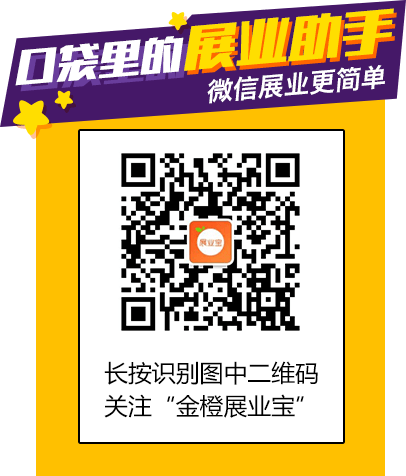 口袋里的展业助手
微信展业更简单
展业宝
长按识别图中二维码
关注“金橙展业宝”